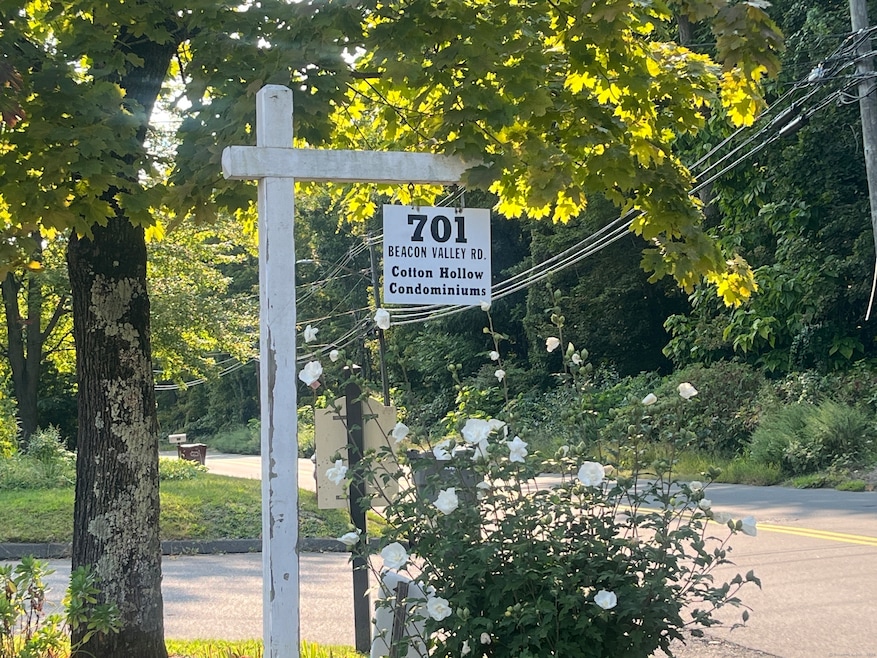 701
BEACON VALLEY RD.
Cotton Hollow
Condominiums